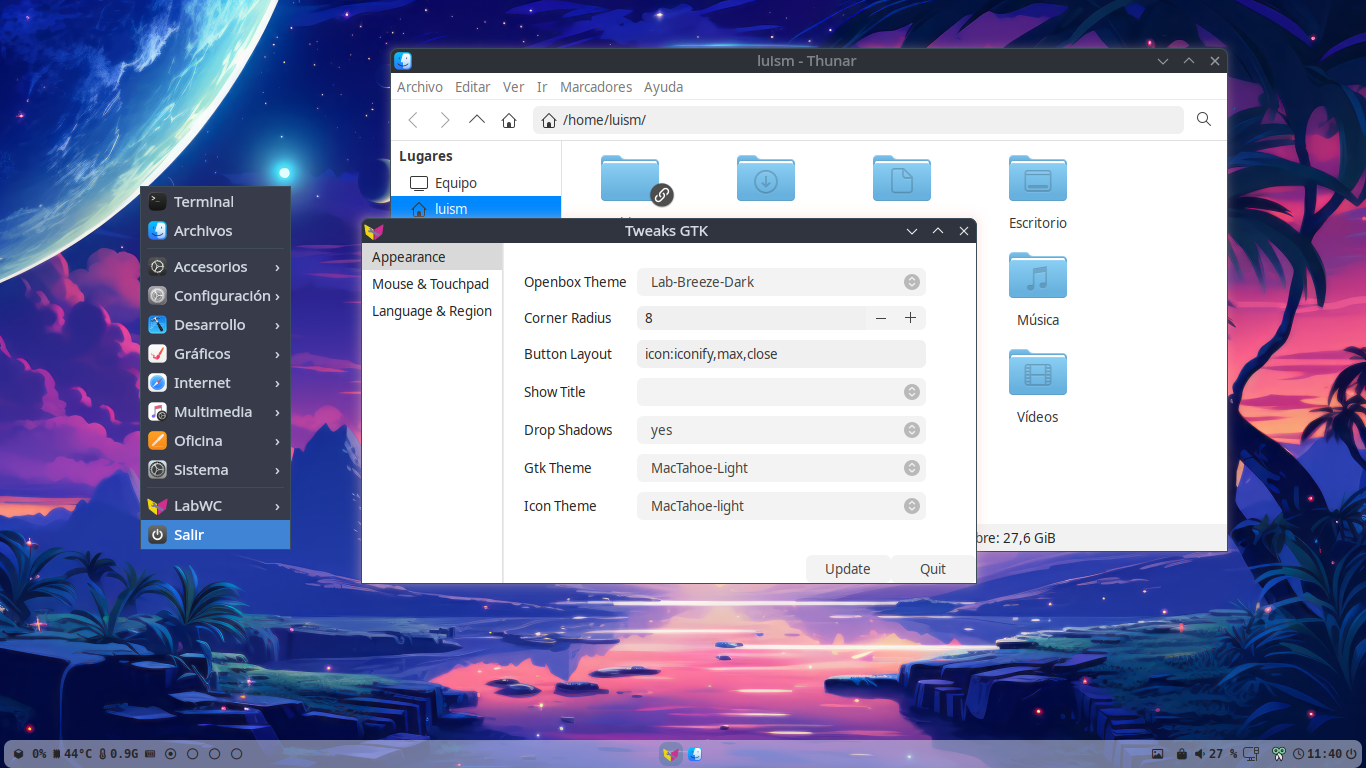 luism - Thunar
Archivo Editar Ver Ir Marcadores Ayuda
/home/luism/
Lugares
Equipo
luism
Escritorio
Música
Vídeos
27,6 GiB
Terminal
Archivos
Accesorios
Configuración
Desarrollo
Gráficos
Internet
Multimedia
Oficina
Sistema
LabWC
Salir
Tweaks GTK
Appearance
Mouse & Touchpad
Language & Region
Openbox Theme Lab-Breeze-Dark
Corner Radius 8
Button Layout icon:iconify,max,close
Show Title
Drop Shadows yes
Gtk Theme MacTahoe-Light
Icon Theme MacTahoe-light
Update Quit
0% 44°C 0.9G
27 % 11:40